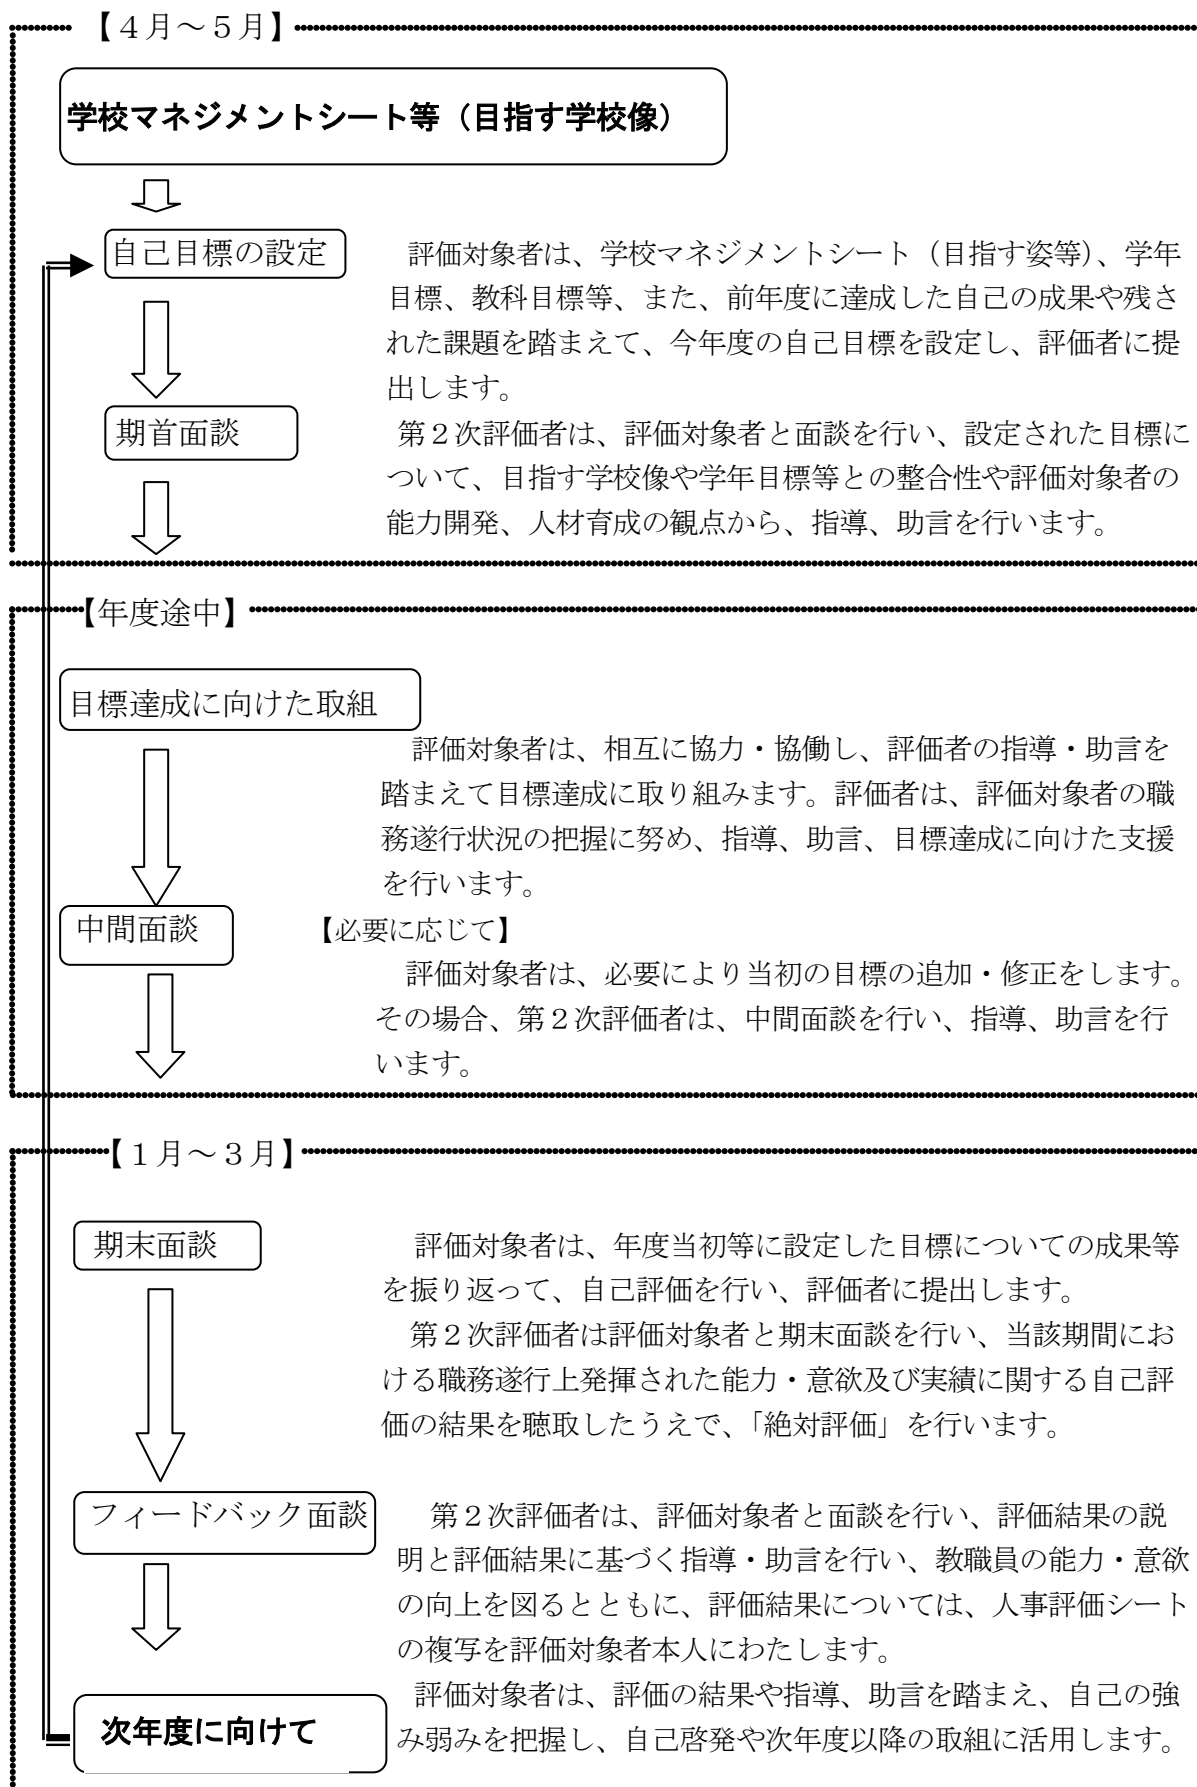 【４月～５月】
学校マネジメントシート等（目指す学校像）
自己目標の設定
評価対象者は、学校マネジメントシート（目指す姿等）、学年
目標、教科目標等、また、前年度に達成した自己の成果や残さ
れた課題を踏まえて、今年度の自己目標を設定し、評価者に提
出します。
期首面談
第２次評価者は、評価対象者と面談を行い、設定された目標に
ついて、目指す学校像や学年目標等との整合性や評価対象者の
能力開発、人材育成の観点から、指導、助言を行います。
【年度途中】
目標達成に向けた取組
評価対象者は、相互に協力・協働し、評価者の指導・助言を
踏まえて目標達成に取り組みます。評価者は、評価対象者の職
務遂行状況の把握に努め、指導、助言、目標達成に向けた支援
を行います。
中間面談
【必要に応じて】
評価対象者は、必要により当初の目標の追加・修正をします。
その場合、第２次評価者は、中間面談を行い、指導、助言を行
います。
【１月～３月】
期末面談
評価対象者は、年度当初等に設定した目標についての成果等
を振り返って、自己評価を行い、評価者に提出します。
第２次評価者は評価対象者と期末面談を行い、当該期間にお
ける職務遂行上発揮された能力・意欲及び実績に関する自己評
価の結果を聴取したうえで、「絶対評価」を行います。
フィードバック面談
第２次評価者は、評価対象者と面談を行い、評価結果の説
明と評価結果に基づく指導・助言を行い、教職員の能力・意欲
の向上を図るとともに、評価結果については、人事評価シート
の複写を評価対象者本人にわたします。
評価対象者は、評価の結果や指導、助言を踏まえ、自己の強
み弱みを把握し、自己啓発や次年度以降の取組に活用します。
次年度に向けて